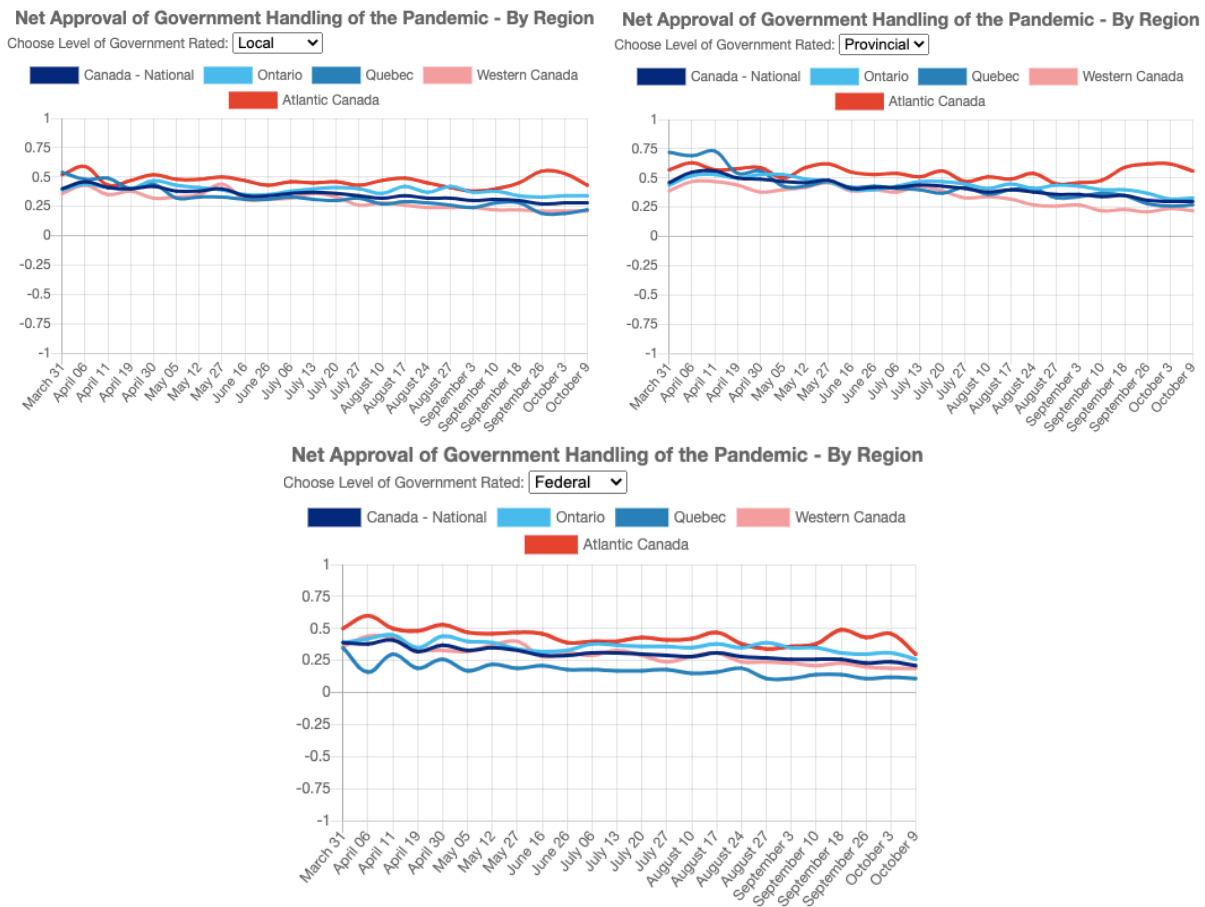 Net Approval of Government Handling of the Pandemic - By Region
Choose Level of Government Rated: Local
Canada - National Ontario Quebec Western Canada
Atlantic Canada
1
0.75
0.5
0.25
0
-0.25
-0.5
-0.75
-1
March 31 April 06 April 11 April 19 April 30 May 05 May 12 May 27 June 16 June 26 July 06 July 13 July 20 July 27 August 10 August 17 August 24 August 27 September 3 September 10 September 18 September 26 October 3 October 9
Net Approval of Government Handling of the Pandemic - By Region
Choose Level of Government Rated: Provincial
Canada - National Ontario Quebec Western Canada
Atlantic Canada
1
0.75
0.5
0.25
0
-0.25
-0.5
-0.75
-1
March 31 April 06 April 11 April 19 April 30 May 05 May 12 May 27 June 16 June 26 July 06 July 13 July 20 July 27 August 10 August 17 August 24 August 27 September 3 September 10 September 18 September 26 October 3 October 9
Net Approval of Government Handling of the Pandemic - By Region
Choose Level of Government Rated: Federal
Canada - National Ontario Quebec Western Canada
Atlantic Canada
1
0.75
0.5
0.25
0
-0.25
-0.5
-0.75
-1
March 31 April 06 April 11 April 19 April 30 May 05 May 12 May 27 June 16 June 26 July 06 July 13 July 20 July 27 August 10 August 17 August 24 August 27 September 3 September 10 September 18 September 26 October 3 October 9